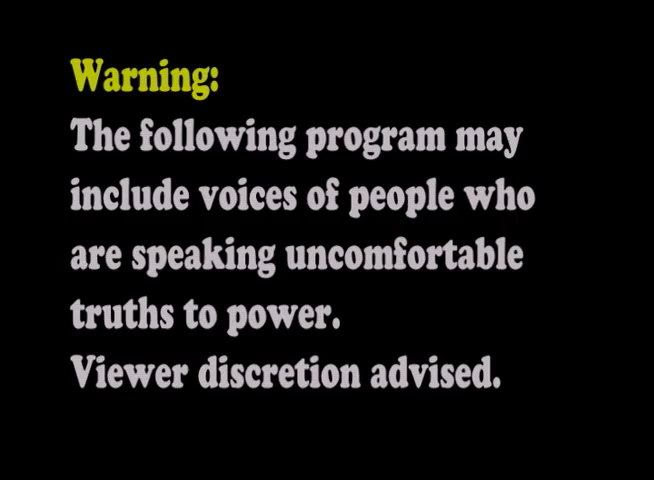 Warning:
The following program may
include voices of people who
are speaking uncomfortable
truths to power.
Viewer discretion advised.